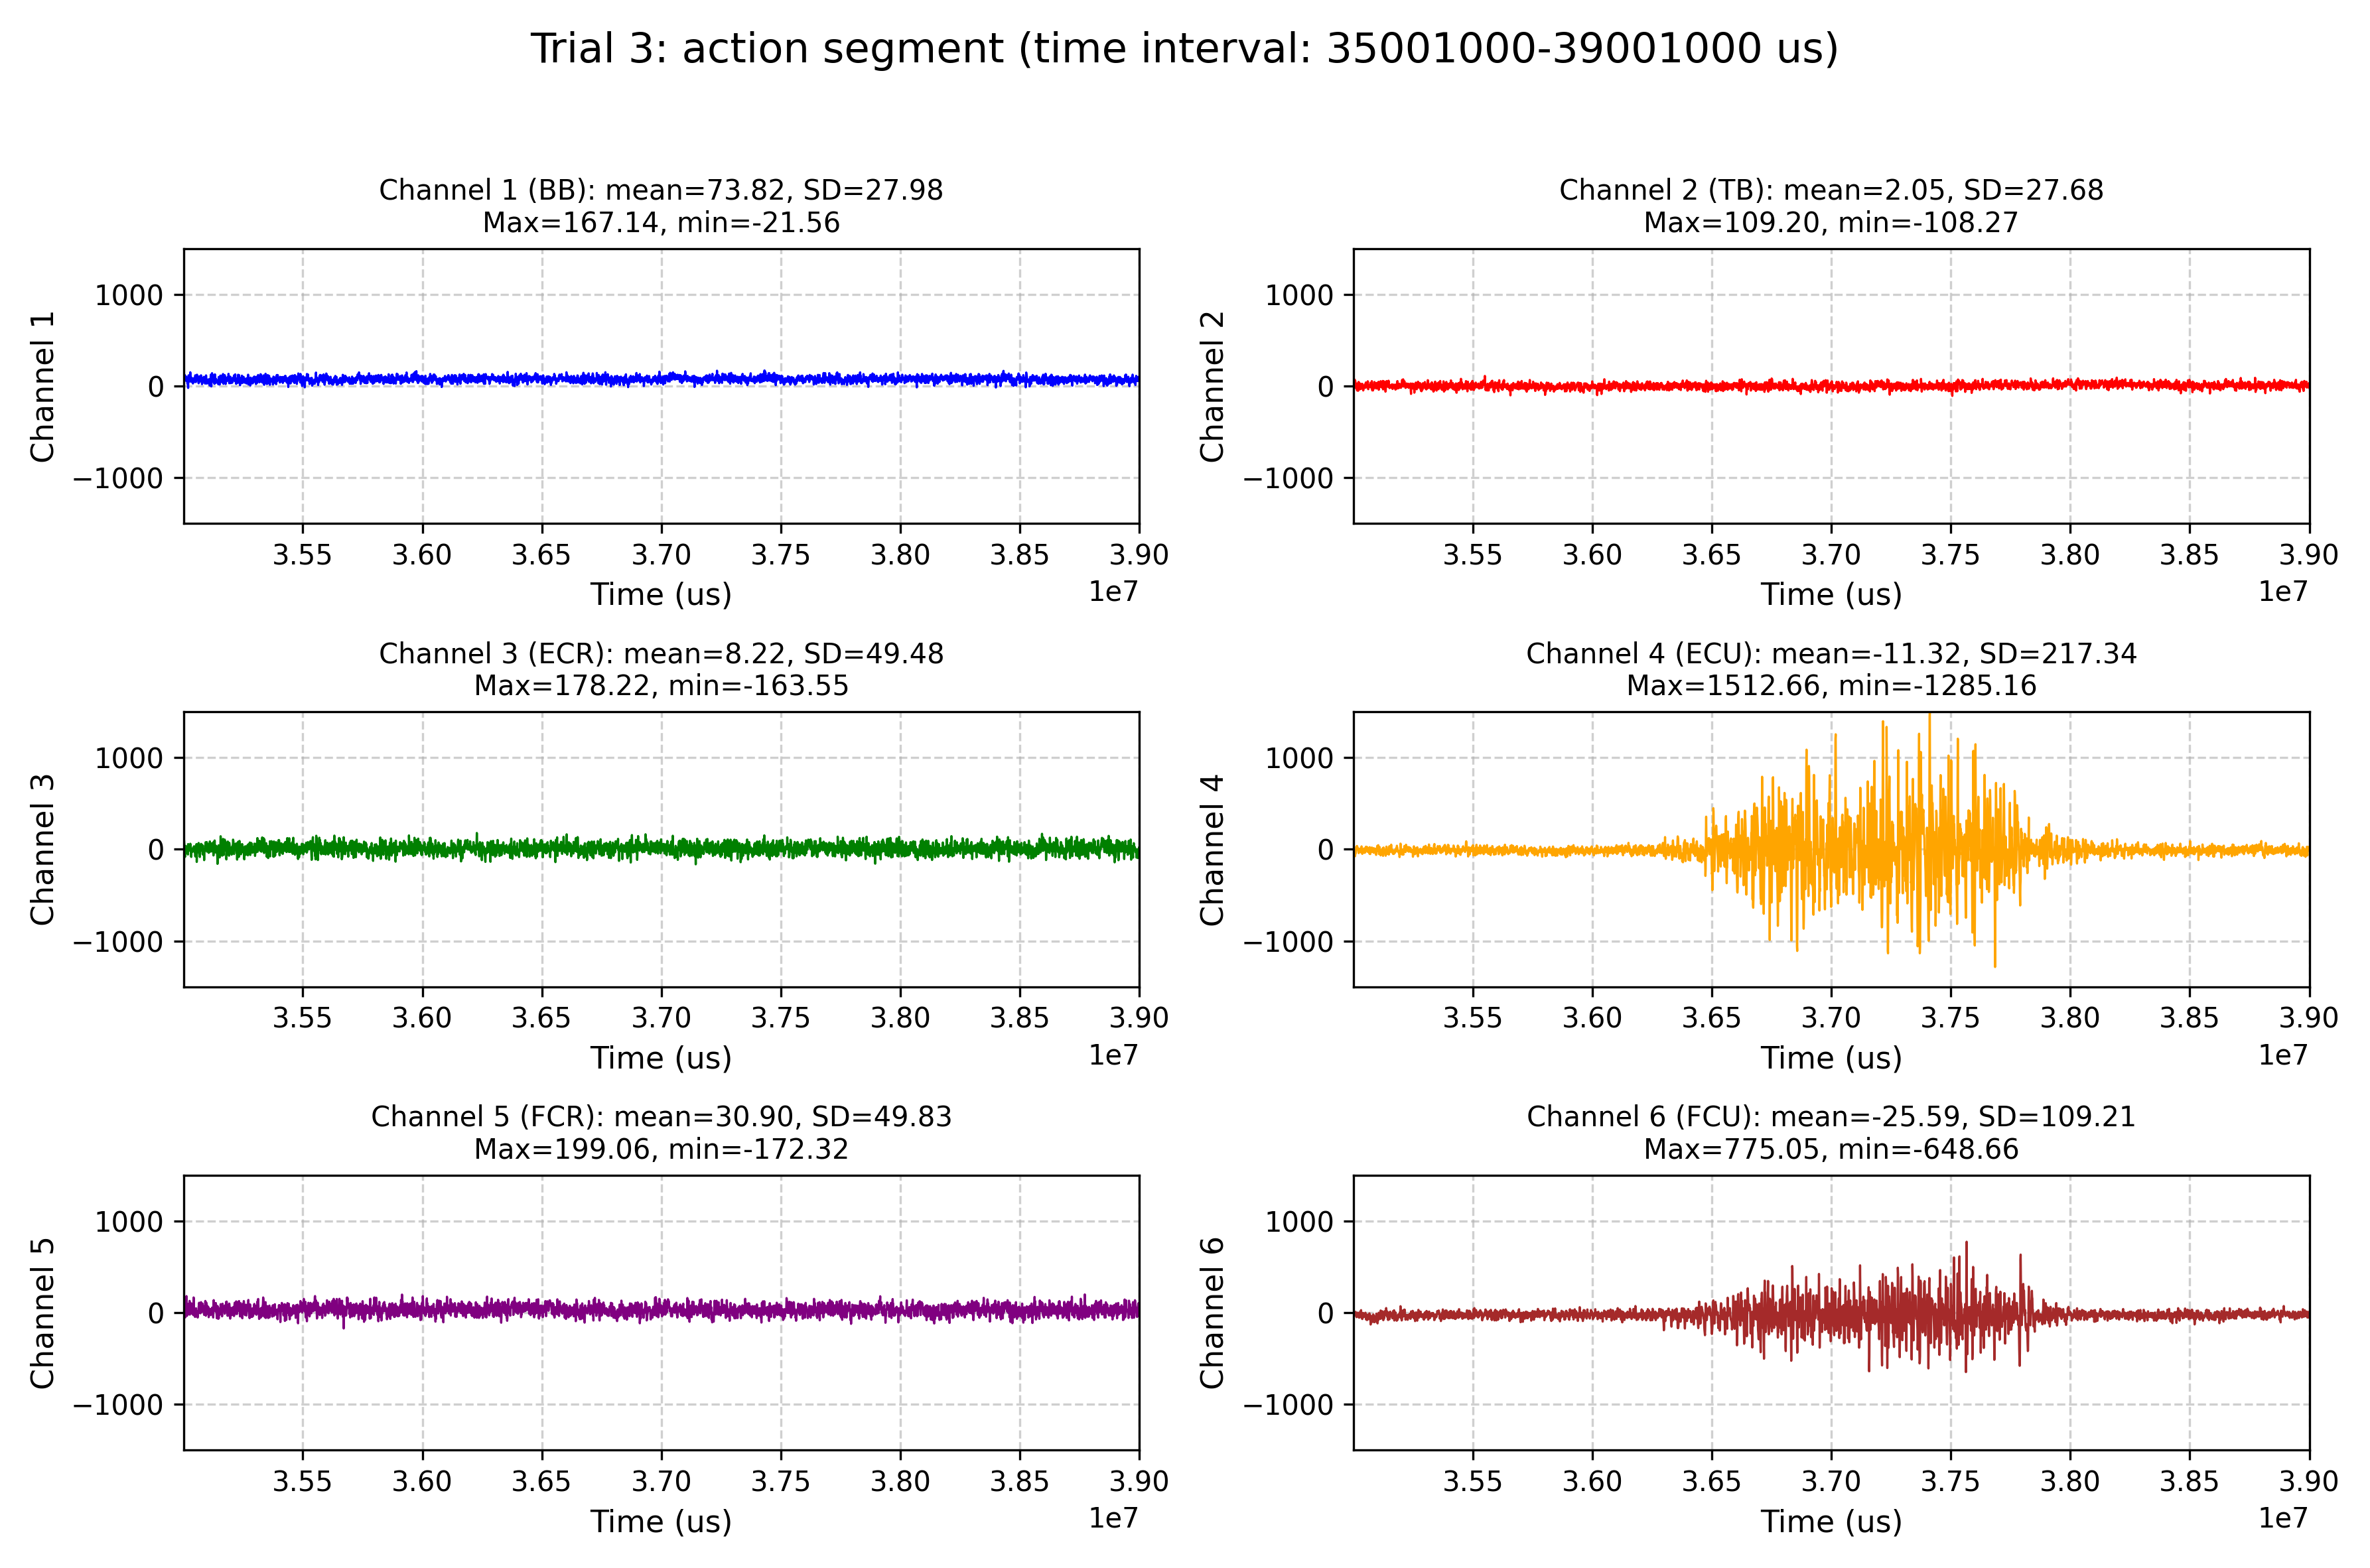 Trial 3: action segment (time interval: 35001000-39001000 us)
Channel 1 (BB): mean=73.82, SD=27.98
Max=167.14, min=-21.56
1000
0
−1000
Channel 1
3.55 3.60 3.65 3.70 3.75 3.80 3.85 3.90
1e7
Time (us)
Channel 2 (TB): mean=2.05, SD=27.68
Max=109.20, min=-108.27
1000
0
−1000
Channel 2
3.55 3.60 3.65 3.70 3.75 3.80 3.85 3.90
1e7
Time (us)
Channel 3 (ECR): mean=8.22, SD=49.48
Max=178.22, min=-163.55
1000
0
−1000
Channel 3
3.55 3.60 3.65 3.70 3.75 3.80 3.85 3.90
1e7
Time (us)
Channel 4 (ECU): mean=-11.32, SD=217.34
Max=1512.66, min=-1285.16
1000
0
−1000
Channel 4
3.55 3.60 3.65 3.70 3.75 3.80 3.85 3.90
1e7
Time (us)
Channel 5 (FCR): mean=30.90, SD=49.83
Max=199.06, min=-172.32
1000
0
−1000
Channel 5
3.55 3.60 3.65 3.70 3.75 3.80 3.85 3.90
1e7
Time (us)
Channel 6 (FCU): mean=-25.59, SD=109.21
Max=775.05, min=-648.66
1000
0
−1000
Channel 6
3.55 3.60 3.65 3.70 3.75 3.80 3.85 3.90
1e7
Time (us)